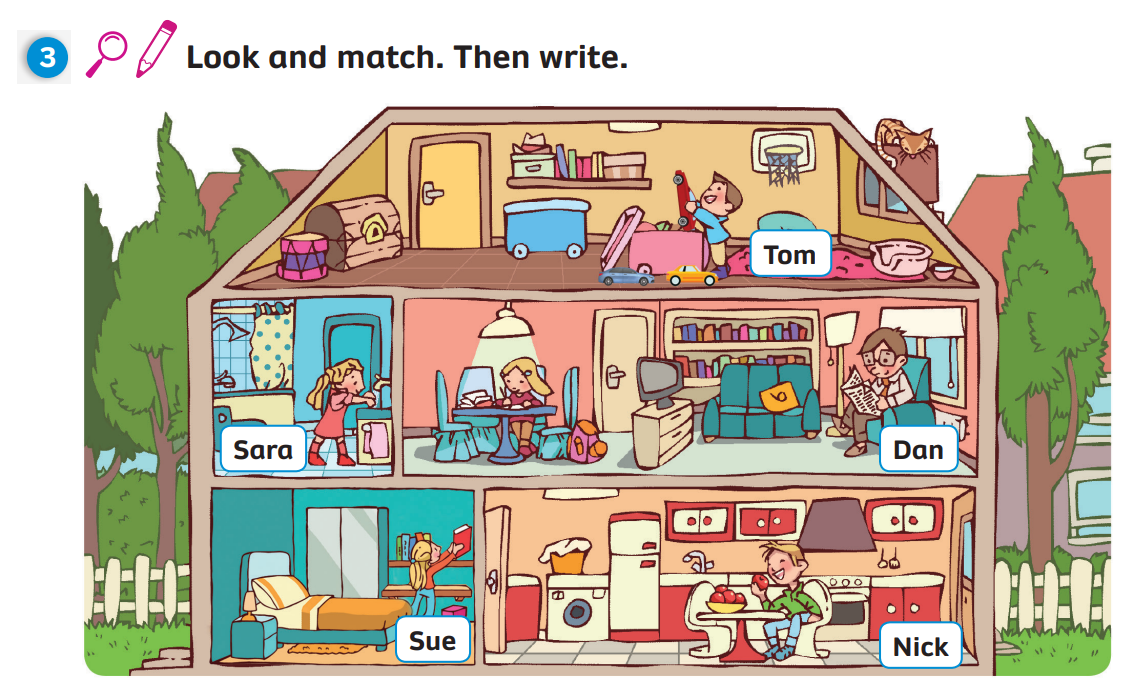 3 Look and match. Then write.
Tom
Sara
Dan
Sue
Nick